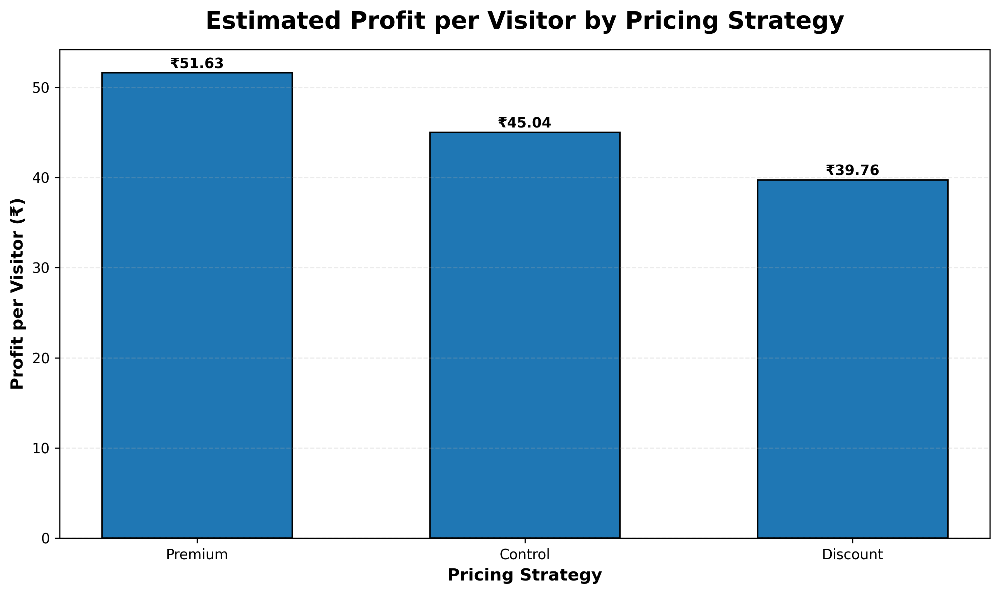 Estimated Profit per Visitor by Pricing Strategy
₹51.63
₹45.04
₹39.76
50
40
30
20
10
0
Profit per Visitor (₹)
Premium
Control
Discount
Pricing Strategy